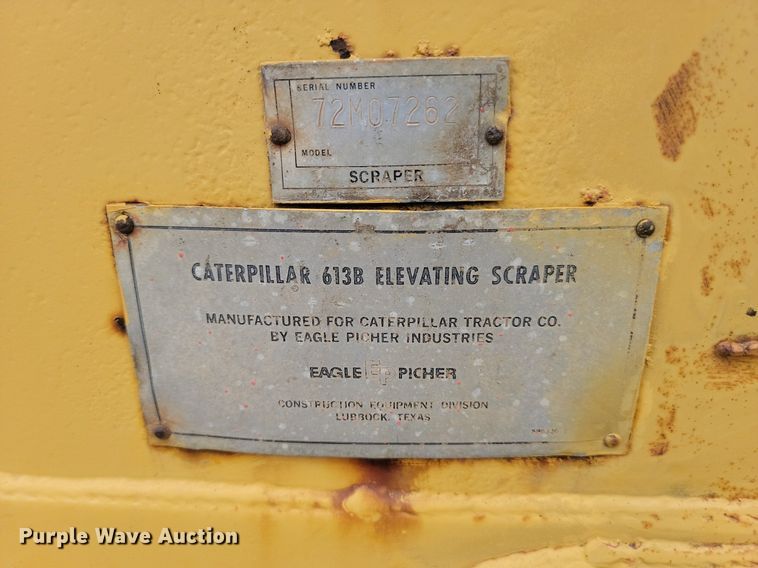 SERIAL NUMBER
72M07262
MODEL
SCRAPER
CATERPILLAR 613B ELEVATING SCRAPER
MANUFACTURED FOR CATERPILLAR TRACTOR CO.
BY EAGLE PICHER INDUSTRIES
EAGLE EP PICHER
CONSTRUCTION EQUIPMENT DIVISION
LUBBOCK, TEXAS
Purple Wave Auction